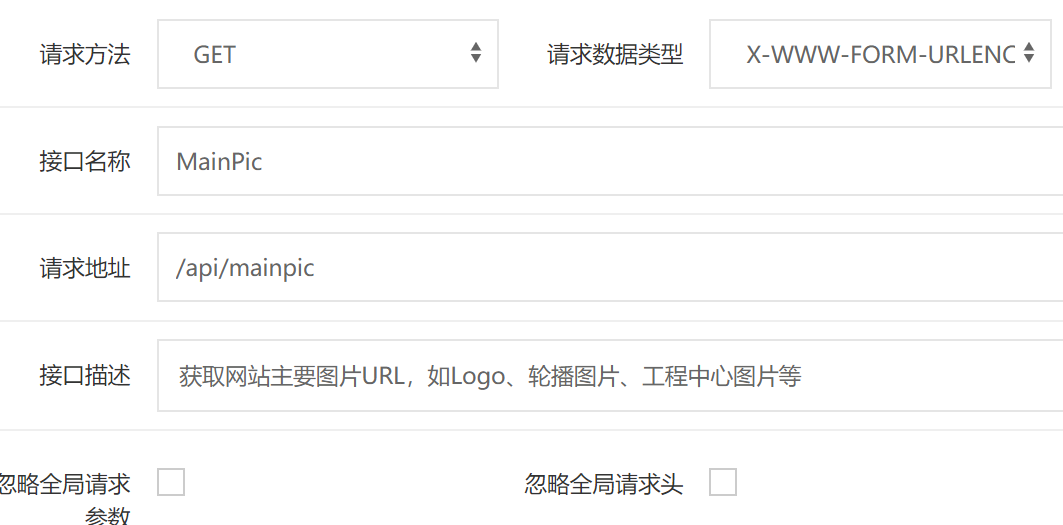 请求方法 GET 请求数据类型 X-WWW-FORM-URLENC
接口名称 MainPic
请求地址 /api/mainpic
接口描述 获取网站主要图片URL，如Logo、轮播图片、工程中心图片等
忽略全局请求 忽略全局请求头
参数